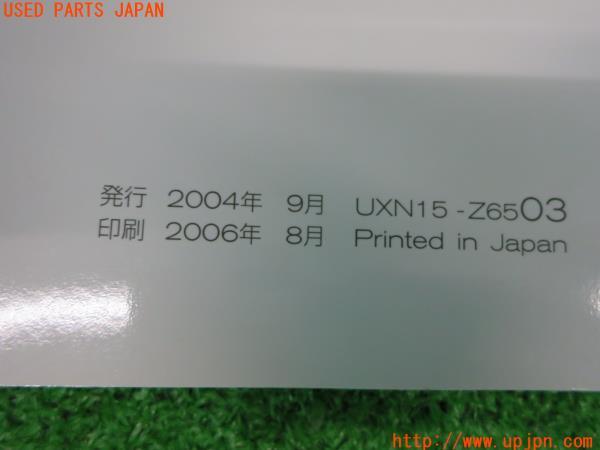 USED PARTS JAPAN
発行 2004年 9月 UXN15-Z6503
印刷 2006年 8月 Printed in Japan
http://www.upjpn.com/